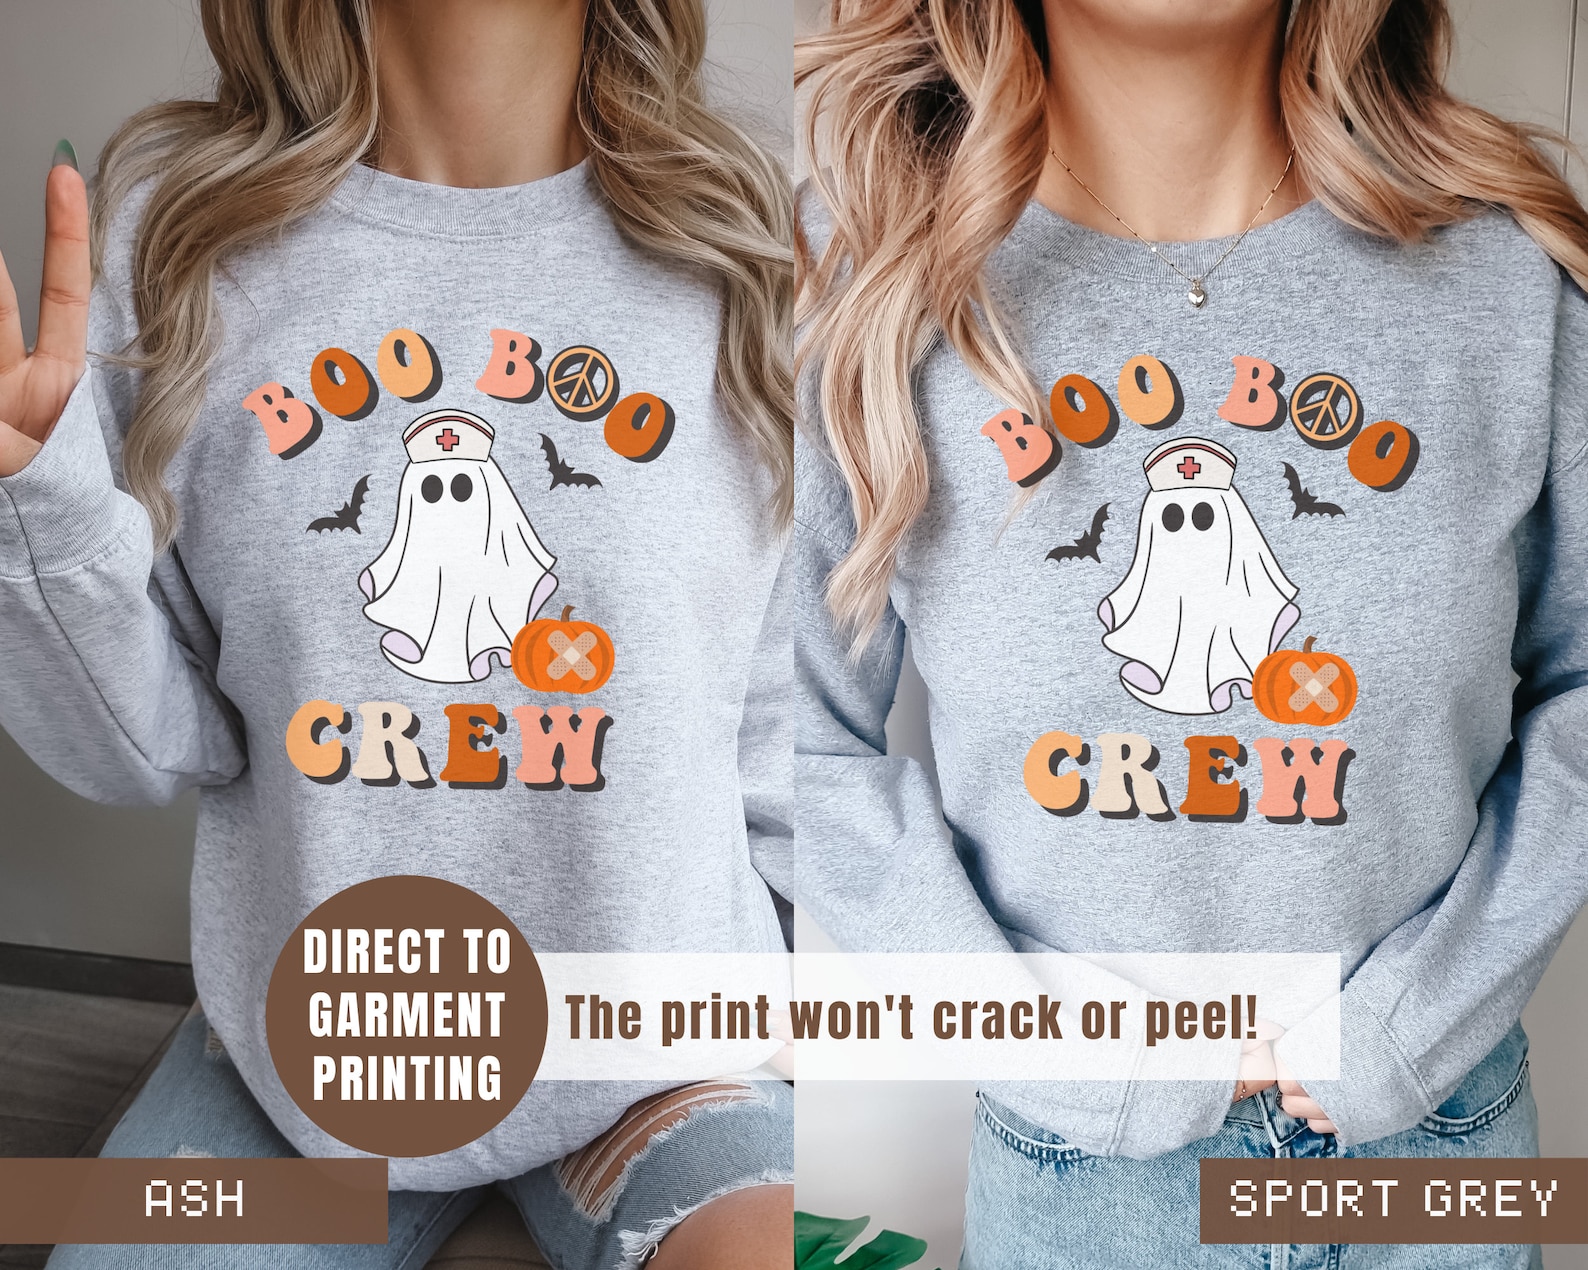 BOO BOO
CREW
BOO BOO
CREW
DIRECT TO
GARMENT
PRINTING
The print won't crack or peel!
ASH
SPORT GREY